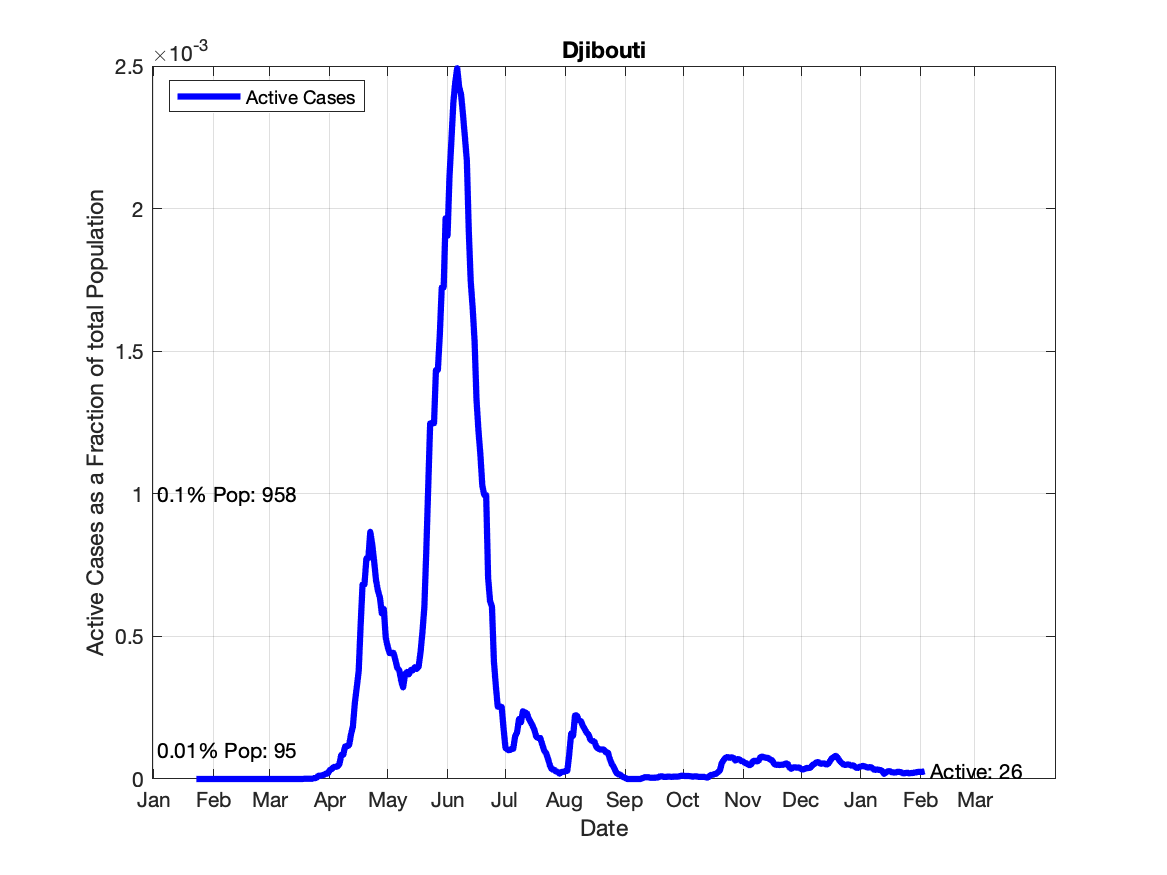 Djibouti
×10-3
Active Cases
2.5
2
1.5
1
0.5
0
0.1% Pop: 958
0.01% Pop: 95
Active: 26
Active Cases as a Fraction of total Population
Jan Feb Mar Apr May Jun Jul Aug Sep Oct Nov Dec Jan Feb Mar
Date